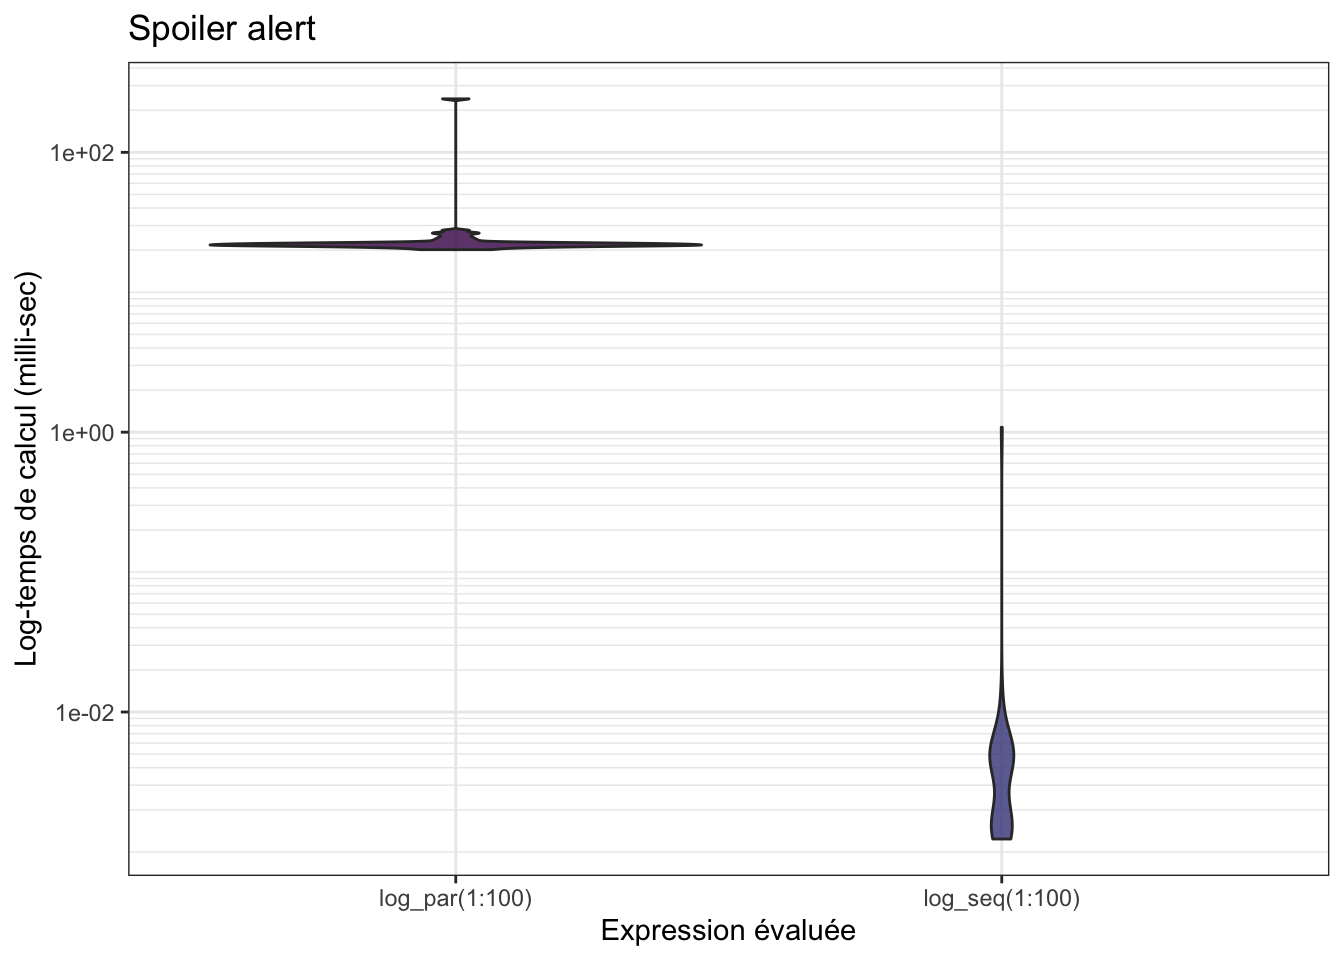 Spoiler alert
Log-temps de calcul (milli-sec)
1e+02
1e+00
1e-02
log_par(1:100)
log_seq(1:100)
Expression évaluée